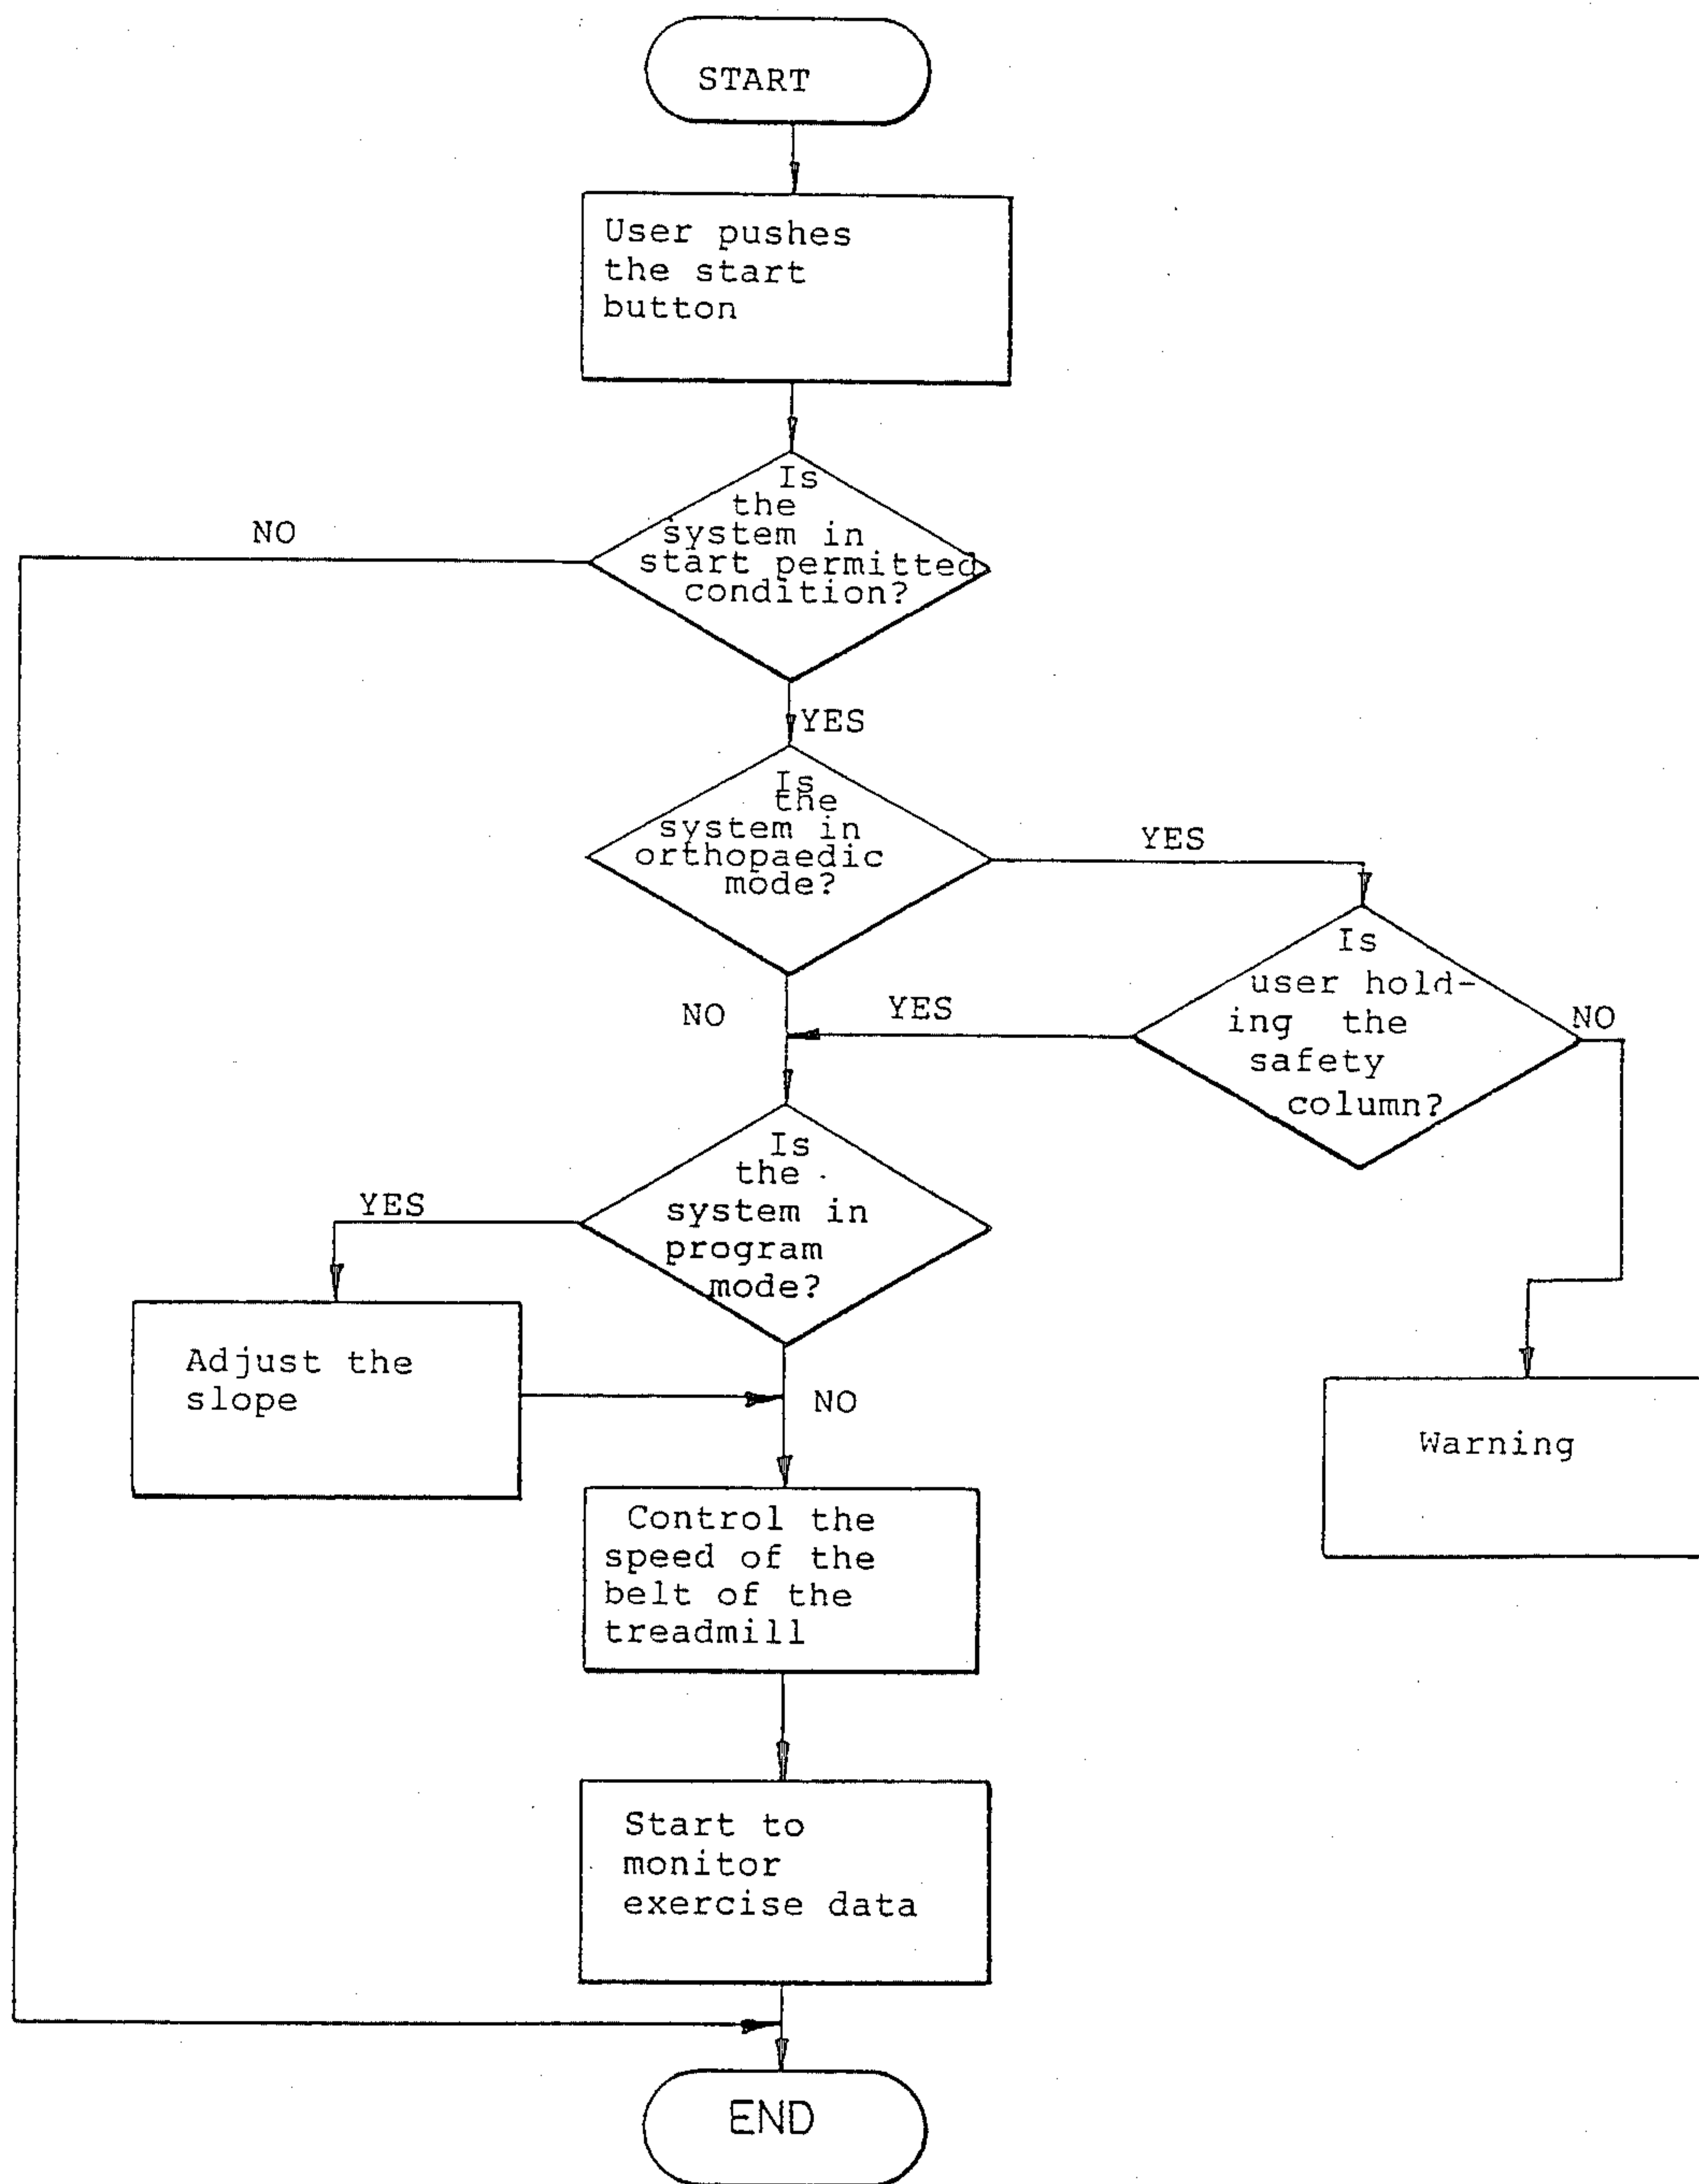 START
User pushes
the start
button
Is
the
system in
start permitted
condition?
NO
YES
Is
the
system in
orthopaedic
mode?
YES
NO
Is
user hold-
ing the
safety
column?
YES
NO
Is
the
system in
program
mode?
YES
NO
Adjust the
slope
Warning
Control the
speed of the
belt of the
treadmill
Start to
monitor
exercise data
END